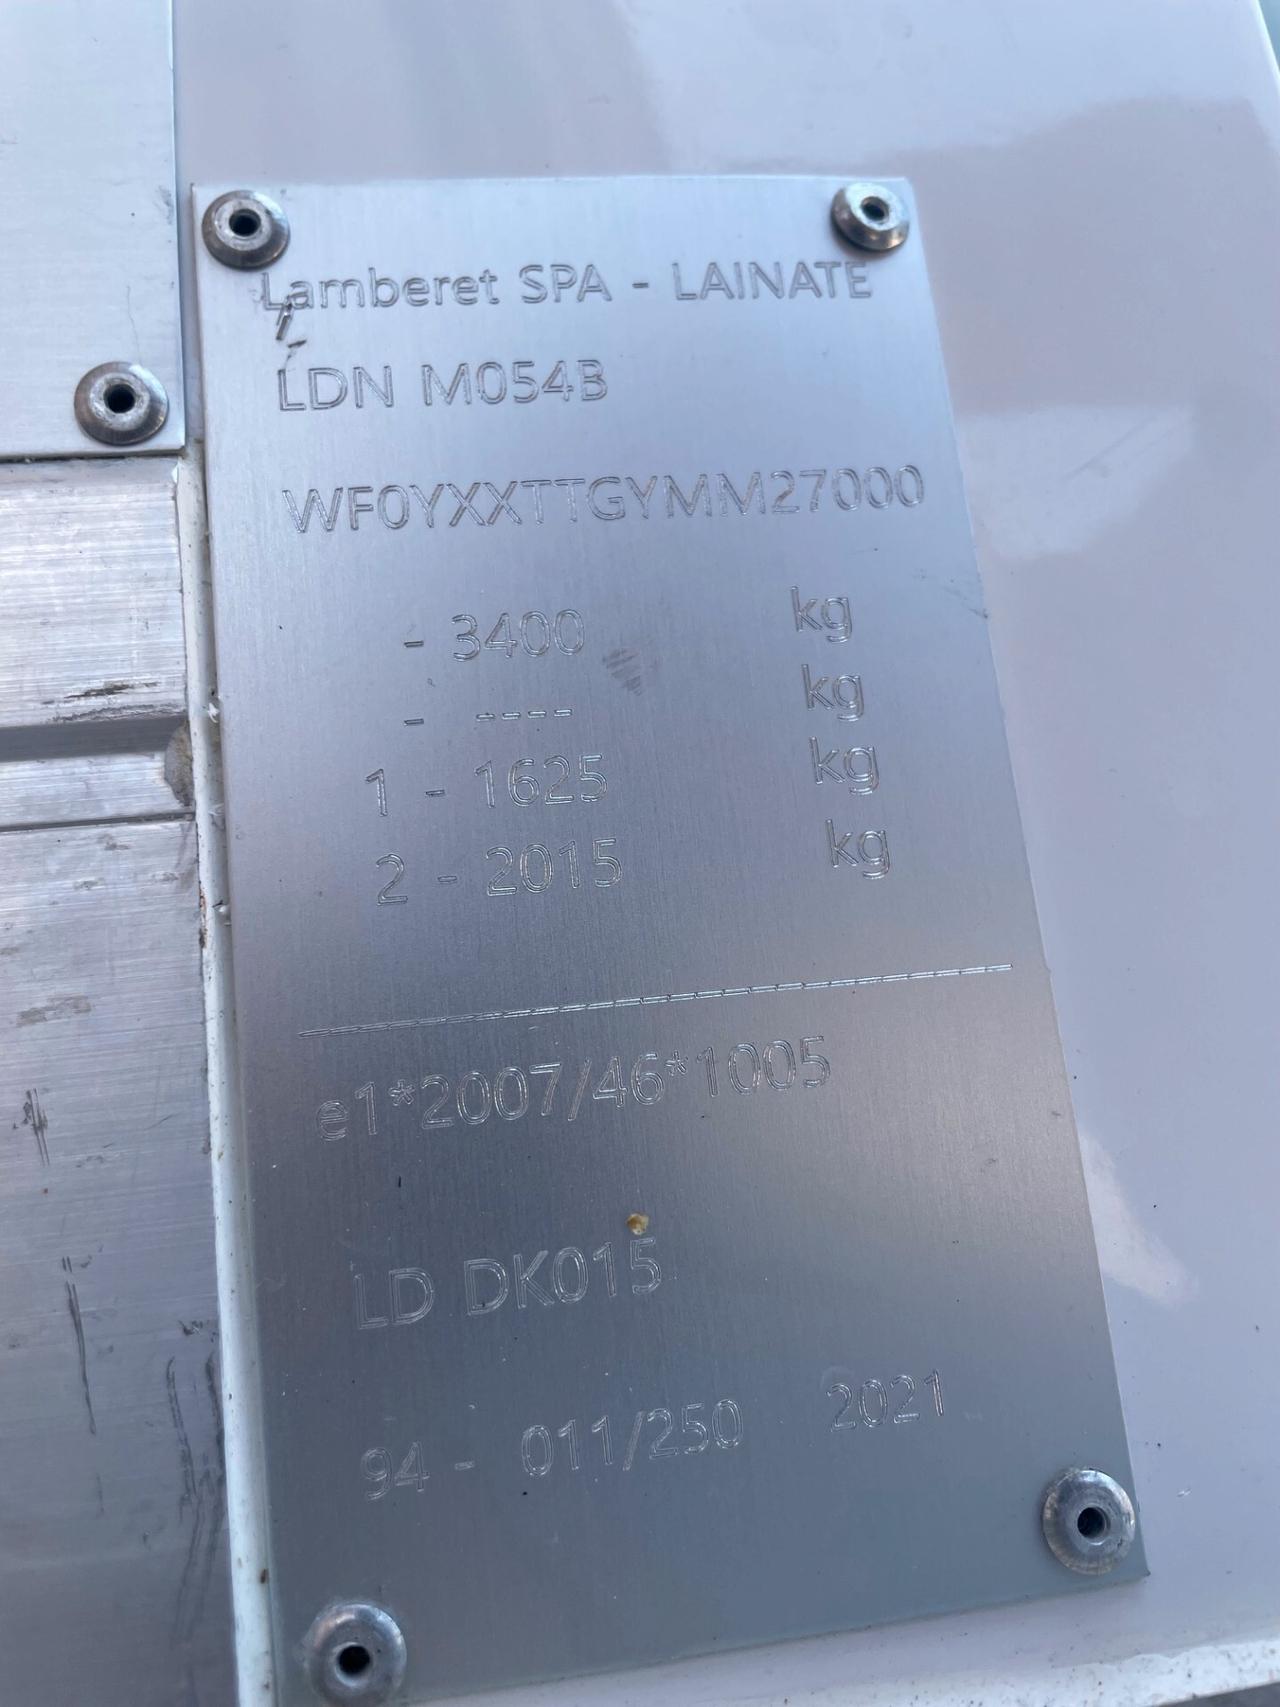 Lamberet SPA - LAINATE
LDN M054B
WF0YXXTTGYMM27000
- 3400 kg
- ---- kg
1 - 1625 kg
2 - 2015 kg
e1*2007/46*1005
LD DK015
94 - 011/250 2021